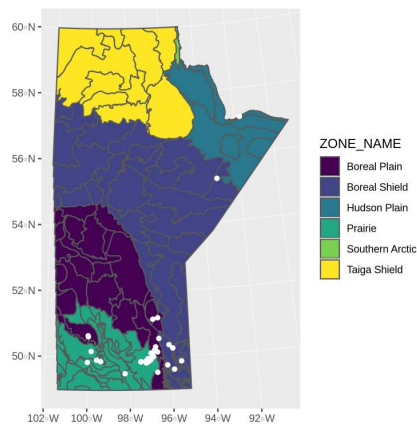 60°N
58°N
56°N
54°N
52°N
50°N
102°W
100°W
98°W
96°W
94°W
92°W
ZONE_NAME
Boreal Plain
Boreal Shield
Hudson Plain
Prairie
Southern Arctic
Taiga Shield